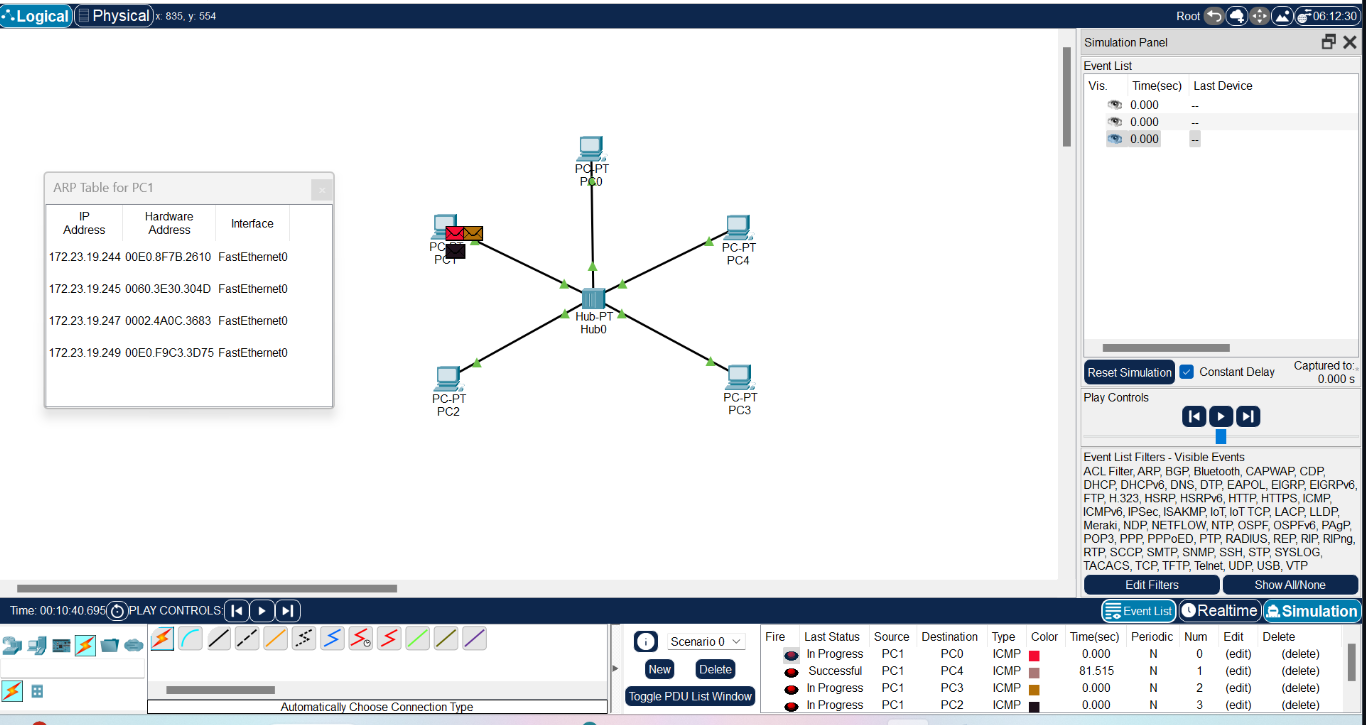 Logical Physical x: 835, y: 554 Root 06:12:30
Simulation Panel
Event List
Vis. Time(sec) Last Device
0.000 --
0.000 --
0.000 --
Reset Simulation Constant Delay Captured to:
0.000 s
Play Controls
Event List Filters - Visible Events
ACL Filter, ARP, BGP, Bluetooth, CAPWAP, CDP,
DHCP, DHCPv6, DNS, DTP, EAPOL, EIGRP, EIGRPv6,
FTP, H.323, HSRP, HSRPv6, HTTP, HTTPS, ICMP,
ICMPv6, IPSec, ISAKMP, IoT, IoT TCP, LACP, LLDP,
Meraki, NDP, NETFLOW, NTP, OSPF, OSPFv6, PAgP,
POP3, PPP, PPPoED, PTP, RADIUS, REP, RIP, RIPng,
RTP, SCCP, SMTP, SNMP, SSH, STP, SYSLOG,
TACACS, TCP, TFTP, Telnet, UDP, USB, VTP
Edit Filters Show All/None
ARP Table for PC1
IP Address Hardware Address Interface
172.23.19.244 00E0.8F7B.2610 FastEthernet0
172.23.19.245 0060.3E30.304D FastEthernet0
172.23.19.247 0002.4A0C.3683 FastEthernet0
172.23.19.249 00E0.F9C3.3D75 FastEthernet0
PC-PT
PC0
PC-PT
PC1
PC-PT
PC4
Hub-PT
Hub0
PC-PT
PC2
PC-PT
PC3
Time: 00:10:40.695 PLAY CONTROLS: Event List Realtime Simulation
Automatically Choose Connection Type
Scenario 0
New Delete
Toggle PDU List Window
Fire Last Status Source Destination Type Color Time(sec) Periodic Num Edit Delete
In Progress PC1 PC0 ICMP 0.000 N 0 (edit) (delete)
Successful PC1 PC4 ICMP 81.515 N 1 (edit) (delete)
In Progress PC1 PC3 ICMP 0.000 N 2 (edit) (delete)
In Progress PC1 PC2 ICMP 0.000 N 3 (edit) (delete)